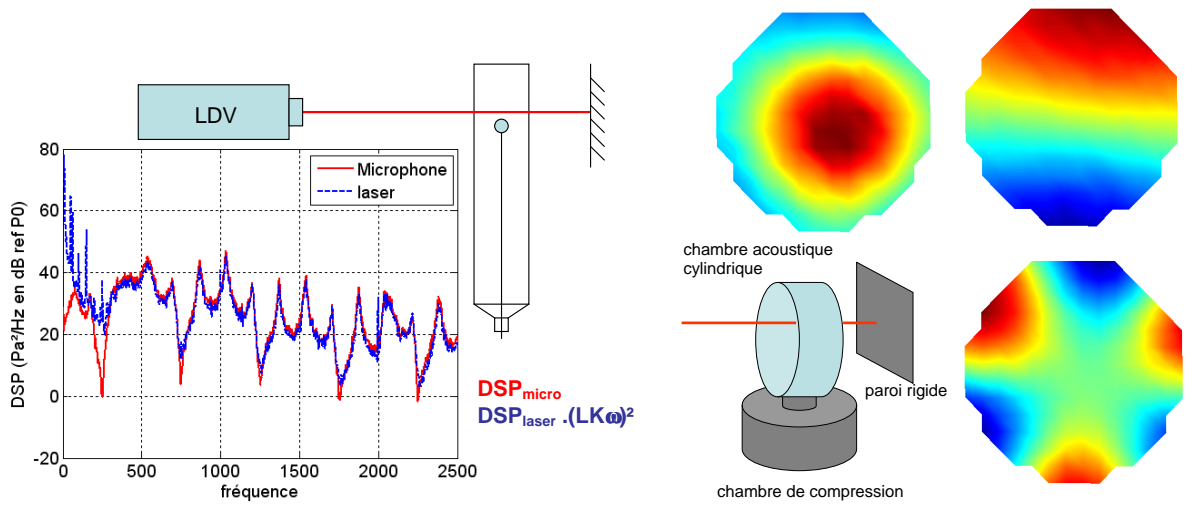 LDV
80
60
40
20
0
-20
0
500
1000
1500
2000
2500
DSP (Pa²/Hz en dB ref P0)
fréquence
Microphone
laser
DSPmicro
DSPlaser .(LKω)²
chambre acoustique
cylindrique
paroi rigide
chambre de compression